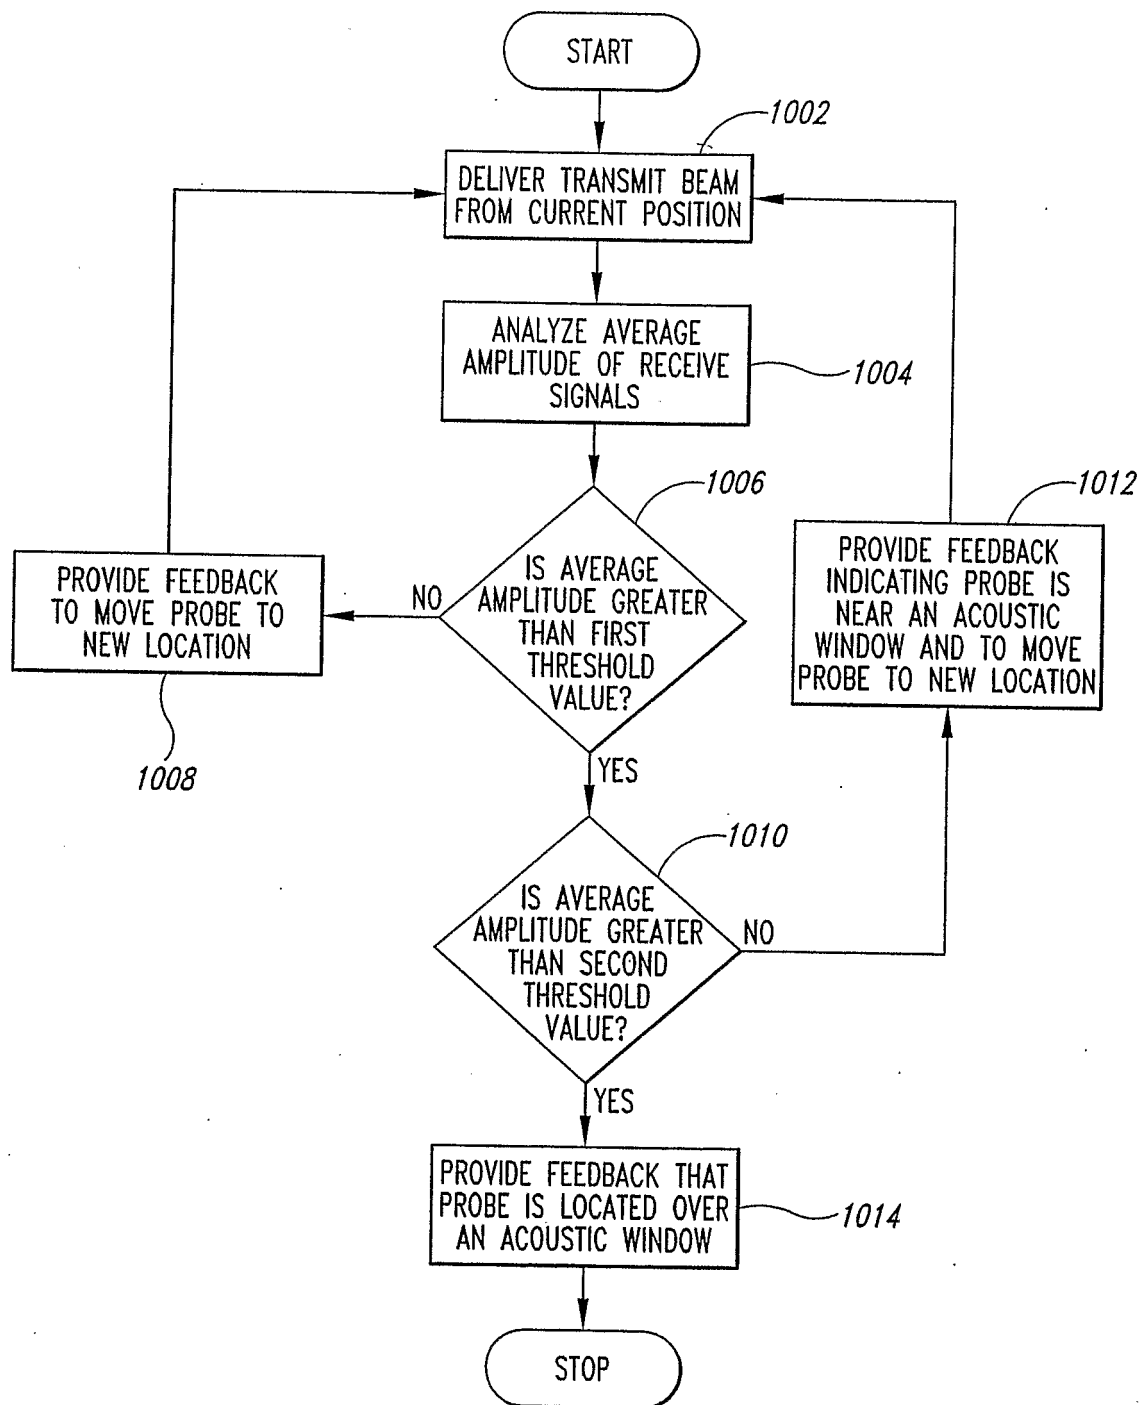 START
1002
DELIVER TRANSMIT BEAM
FROM CURRENT POSITION
ANALYZE AVERAGE
AMPLITUDE OF RECEIVE
SIGNALS
1004
1006
IS AVERAGE
AMPLITUDE GREATER
THAN FIRST
THRESHOLD
VALUE?
NO
PROVIDE FEEDBACK
TO MOVE PROBE TO
NEW LOCATION
1008
1012
PROVIDE FEEDBACK
INDICATING PROBE IS
NEAR AN ACOUSTIC
WINDOW AND TO MOVE
PROBE TO NEW LOCATION
YES
1010
IS AVERAGE
AMPLITUDE GREATER
THAN SECOND
THRESHOLD
VALUE?
NO
YES
PROVIDE FEEDBACK THAT
PROBE IS LOCATED OVER
AN ACOUSTIC WINDOW
1014
STOP